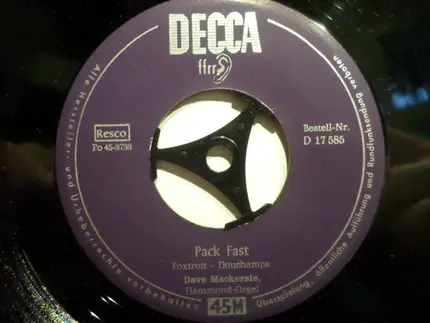 DECCA
ffrr
Resco
Fo 45-3738
Bestell-Nr.
D 17 585
Pack Fast
Foxtrott - Douchamps
Dave Mackersie,
Hammond-Orgel
45M
Alle Hersteller- und Urheberrechte vorbehalten
Überspielung, öffentliche Aufführung und Rundfunksendung verboten